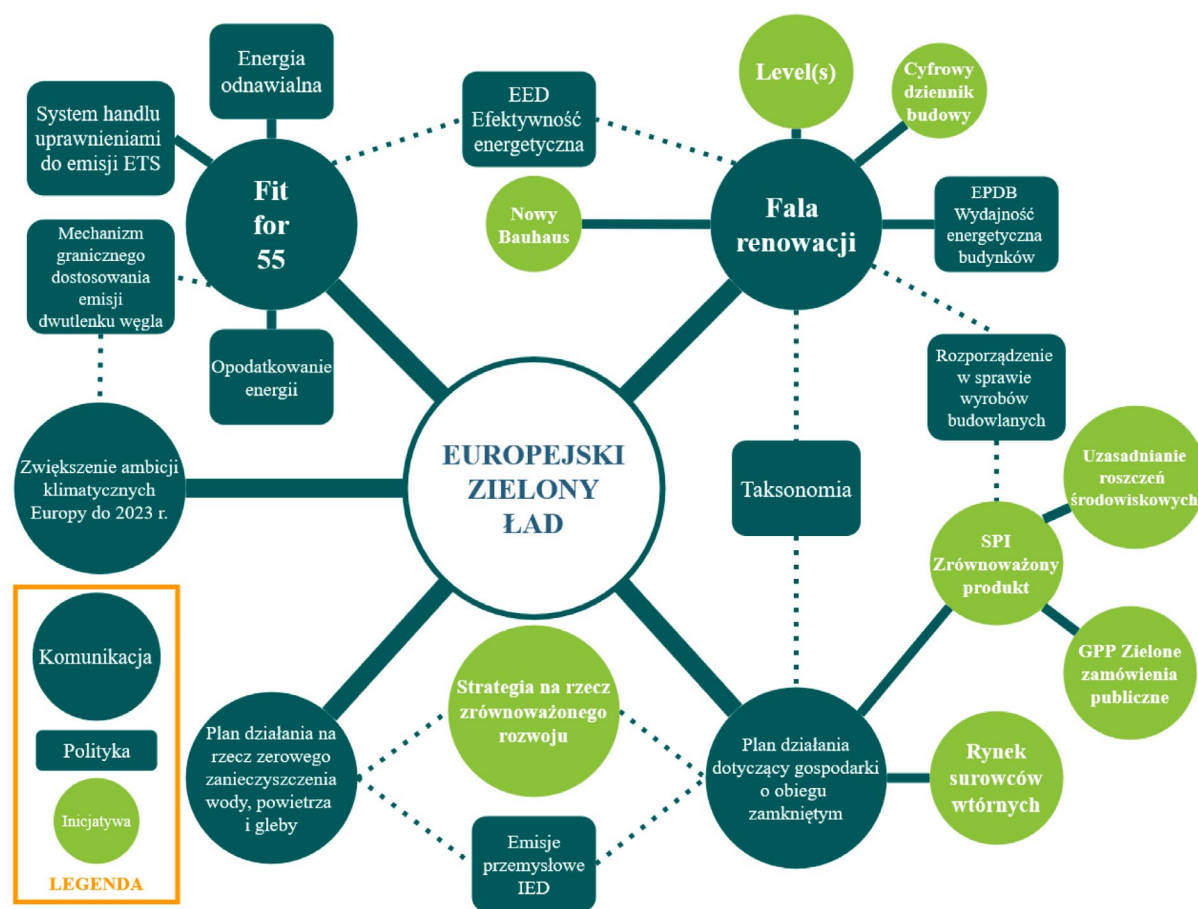 Energia
odnawialna
System handlu
uprawnieniami
do emisji ETS
Fit
for
55
Mechanizm
granicznego
dostosowania
emisji
dwutlenku węgla
Opodatkowanie
energii
EED
Efektywność
energetyczna
Level(s)
Cyfrowy
dziennik
budowy
Nowy
Bauhaus
Fala
renowacji
EPDB
Wydajność
energetyczna
budynków
Rozporządzenie
w sprawie
wyrobów
budowlanych
Zwiększenie ambicji
klimatycznych
Europy do 2023 r.
EUROPEJSKI
ZIELONY
ŁAD
Taksonomia
Uzasadnianie
roszczeń
środowiskowych
SPI
Zrównoważony
produkt
GPP Zielone
zamówienia
publiczne
Rynek
surowców
wtórnych
Strategia na rzecz
zrównoważonego
rozwoju
Plan działania na
rzecz zerowego
zanieczyszczenia
wody, powietrza
i gleby
Plan działania
dotyczący gospodarki
o obiegu
zamkniętym
Emisje
przemysłowe
IED
Komunikacja
Polityka
Inicjatywa
LEGENDA